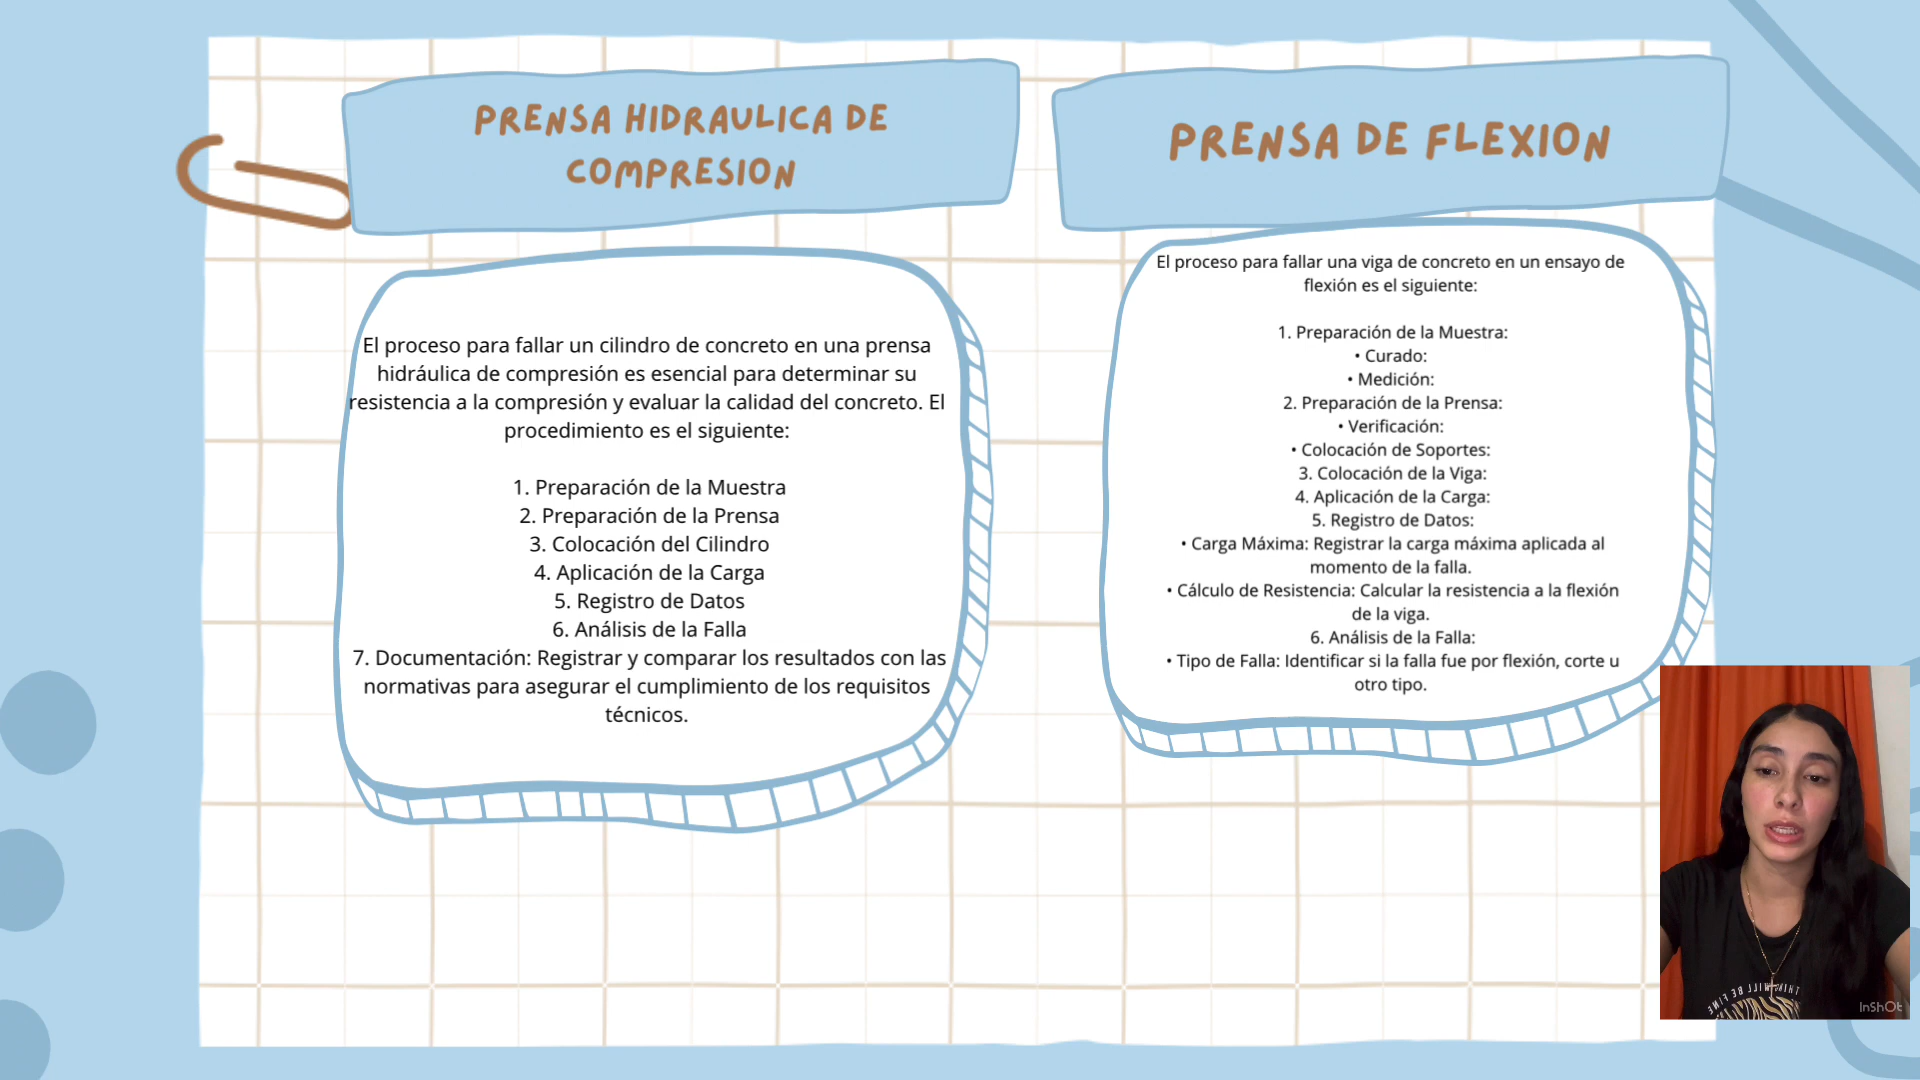 PRENSA HIDRAULICA DE
COMPRESION
El proceso para fallar un cilindro de concreto en una prensa
hidráulica de compresión es esencial para determinar su
resistencia a la compresión y evaluar la calidad del concreto. El
procedimiento es el siguiente:
1. Preparación de la Muestra
2. Preparación de la Prensa
3. Colocación del Cilindro
4. Aplicación de la Carga
5. Registro de Datos
6. Análisis de la Falla
7. Documentación: Registrar y comparar los resultados con las
normativas para asegurar el cumplimiento de los requisitos
técnicos.
PRENSA DE FLEXION
El proceso para fallar una viga de concreto en un ensayo de
flexión es el siguiente:
1. Preparación de la Muestra:
• Curado:
• Medición:
2. Preparación de la Prensa:
• Verificación:
• Colocación de Soportes:
3. Colocación de la Viga:
4. Aplicación de la Carga:
5. Registro de Datos:
• Carga Máxima: Registrar la carga máxima aplicada al
momento de la falla.
• Cálculo de Resistencia: Calcular la resistencia a la flexión
de la viga.
6. Análisis de la Falla:
• Tipo de Falla: Identificar si la falla fue por flexión, corte u
otro tipo.
THIS WILL BE FINE
InShOt